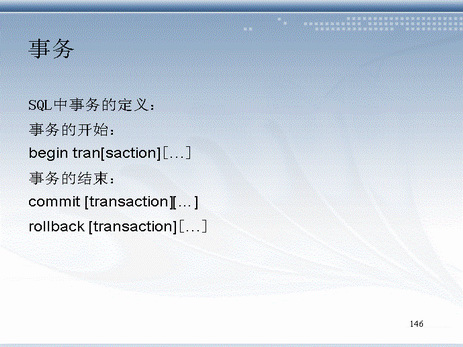 事务
SQL中事务的定义：
事务的开始：
begin tran[saction][…]
事务的结束：
commit [transaction][…]
rollback [transaction][…]
146